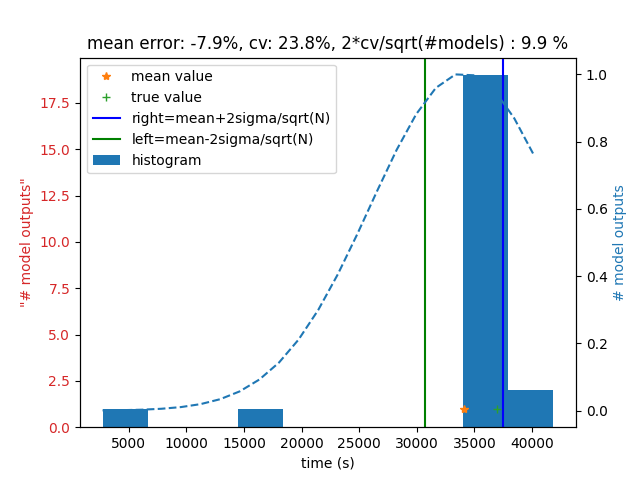 mean error: -7.9%, cv: 23.8%, 2*cv/sqrt(#models) : 9.9 %
mean value
true value
right=mean+2sigma/sqrt(N)
left=mean-2sigma/sqrt(N)
histogram
"# model outputs"
17.5
15.0
12.5
10.0
7.5
5.0
2.5
0.0
1.0
0.8
0.6
0.4
0.2
0.0
# model outputs
5000 10000 15000 20000 25000 30000 35000 40000
time (s)